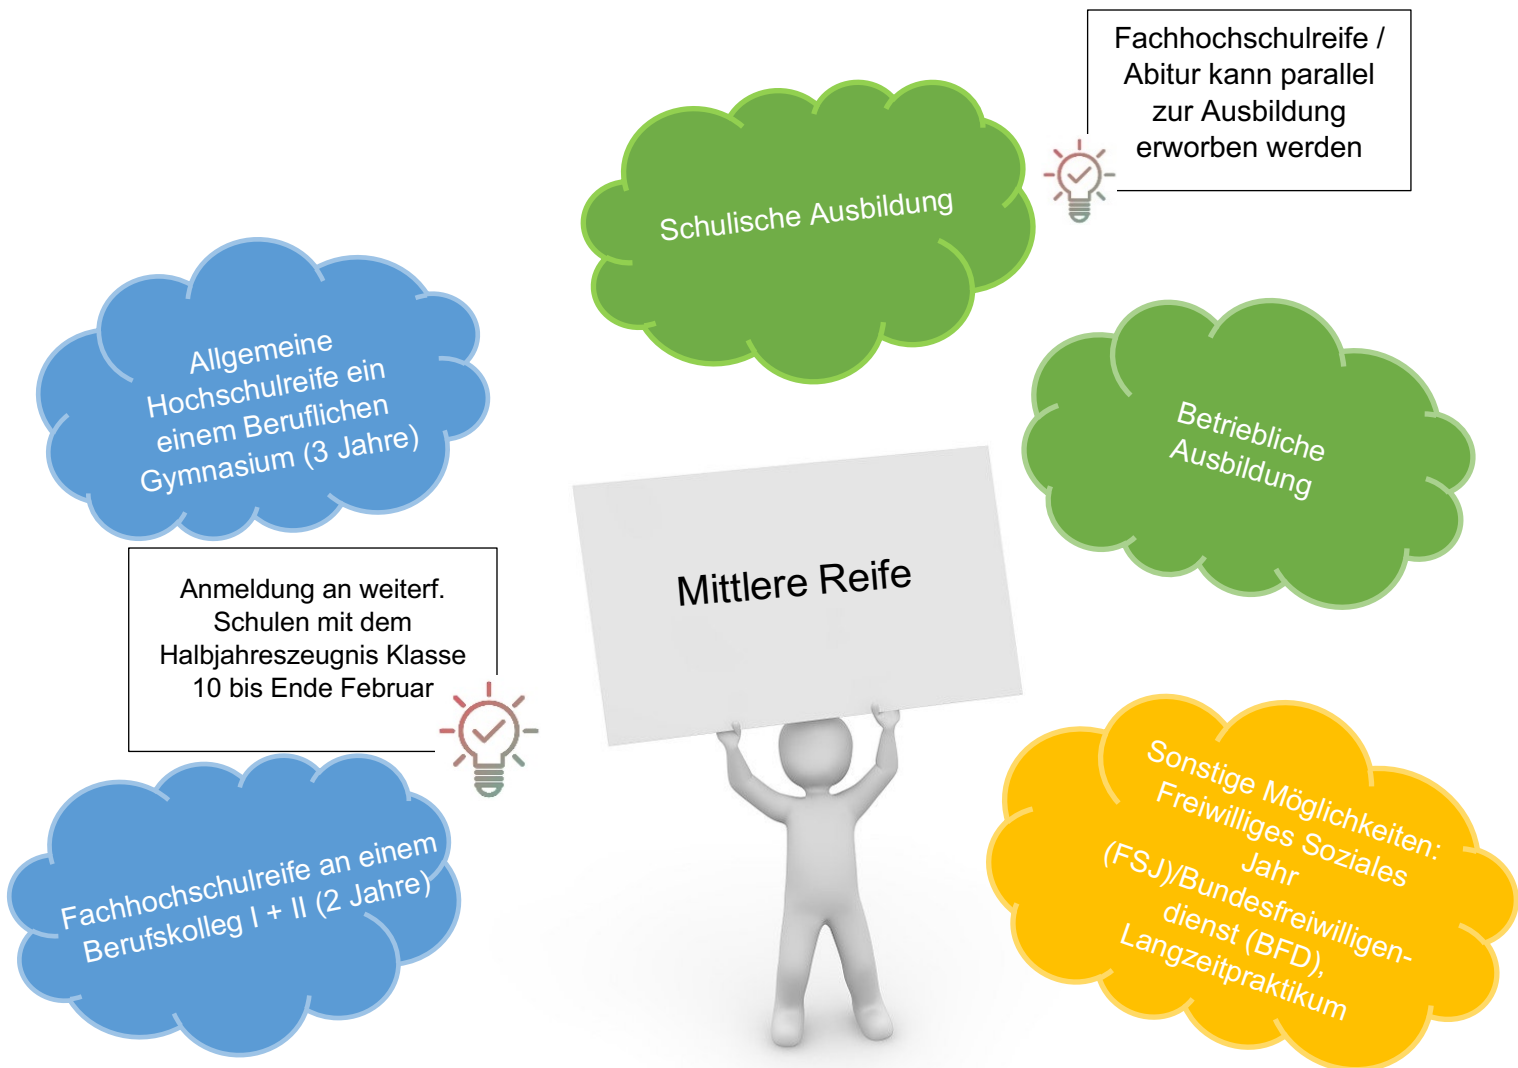 Fachhochschulreife /
Abitur kann parallel
zur Ausbildung
erworben werden
Schulische Ausbildung
Allgemeine
Hochschulreife ein
einem Beruflichen
Gymnasium (3 Jahre)
Betriebliche
Ausbildung
Mittlere Reife
Anmeldung an weiterf.
Schulen mit dem
Halbjahreszeugnis Klasse
10 bis Ende Februar
Fachhochschulreife an einem
Berufskolleg I + II (2 Jahre)
Sonstige Möglichkeiten:
Freiwilliges Soziales
Jahr
(FSJ)/Bundesfreiwilligen-
dienst (BFD),
Langzeitpraktikum